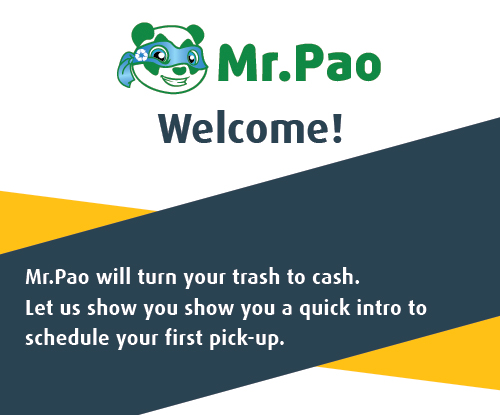 Mr.Pao
Welcome!
Mr.Pao will turn your trash to cash.
Let us show you show you a quick intro to
schedule your first pick-up.